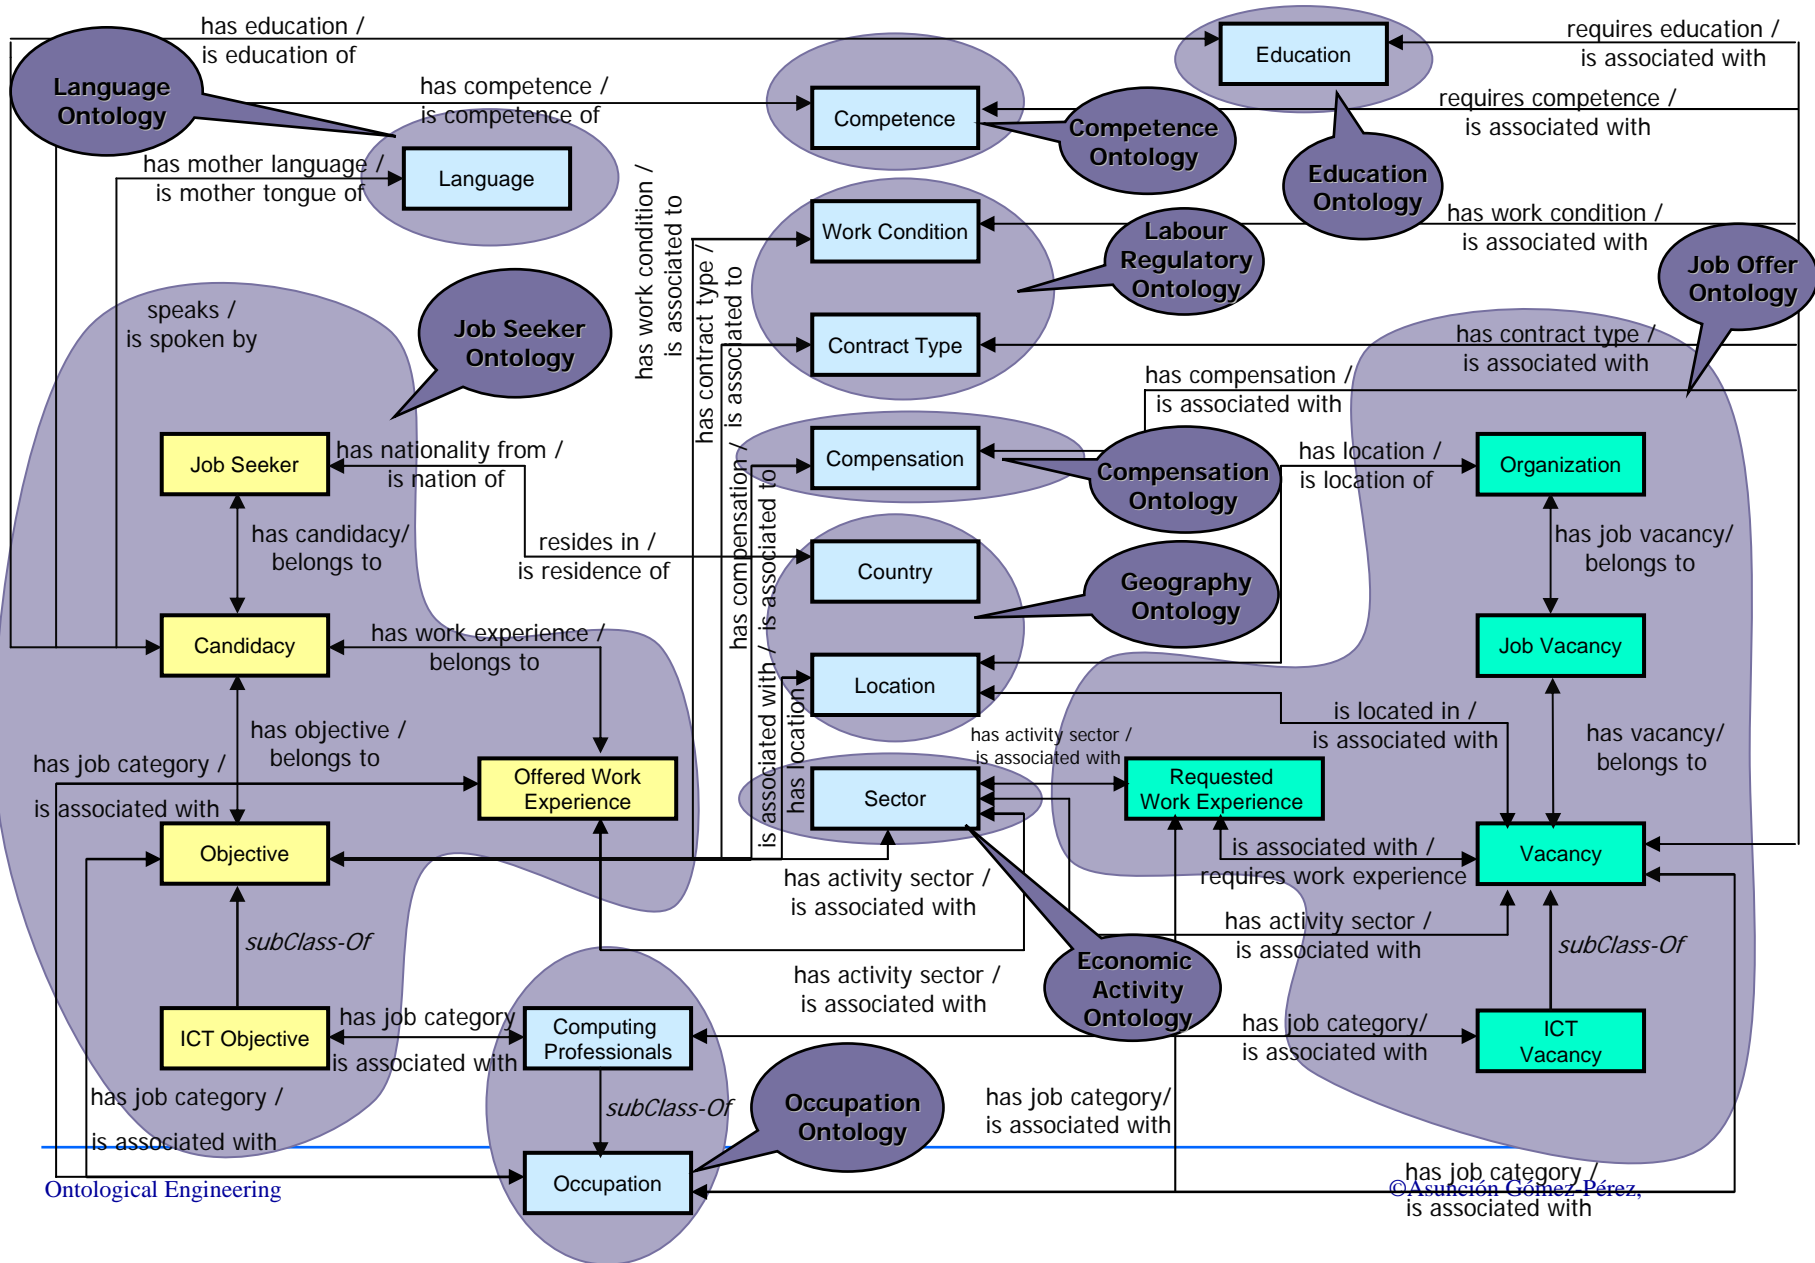 has education /
is education of
Language
Ontology
has competence /
is competence of
has mother language /
is mother tongue of
Language
speaks /
is spoken by
Competence
Education
requires education /
is associated with
requires competence /
is associated with
Competence
Ontology
Education
Ontology
has work condition /
is associated to
has contract type /
is associated to
Work Condition
Contract Type
Labour
Regulatory
Ontology
has work condition /
is associated with
Job Offer
Ontology
has contract type /
is associated with
has compensation /
is associated with
Job Seeker
Ontology
Job Seeker
has nationality from /
is nation of
has candidacy/
belongs to
resides in /
is residence of
has compensation /
is associated to
Compensation
Compensation
Ontology
has location /
is location of
Organization
has job vacancy/
belongs to
Country
Geography
Ontology
Location
Candidacy
has work experience /
belongs to
has objective /
belongs to
has job category /
is associated with
Offered Work
Experience
is associated with /
has location
Objective
Sector
has activity sector /
is associated with
Requested
Work Experience
is located in /
is associated with
Job Vacancy
has vacancy/
belongs to
Vacancy
is associated with /
requires work experience
has activity sector /
is associated with
has activity sector /
is associated with
has activity sector /
is associated with
Economic
Activity
Ontology
subClass-Of
subClass-Of
ICT Objective
has job category
is associated with
Computing
Professionals
has job category/
is associated with
ICT
Vacancy
has job category /
is associated with
subClass-Of
Occupation
Ontology
has job category/
is associated with
Occupation
has job category /
is associated with
Ontological Engineering
©Asunción Gómez-Pérez,